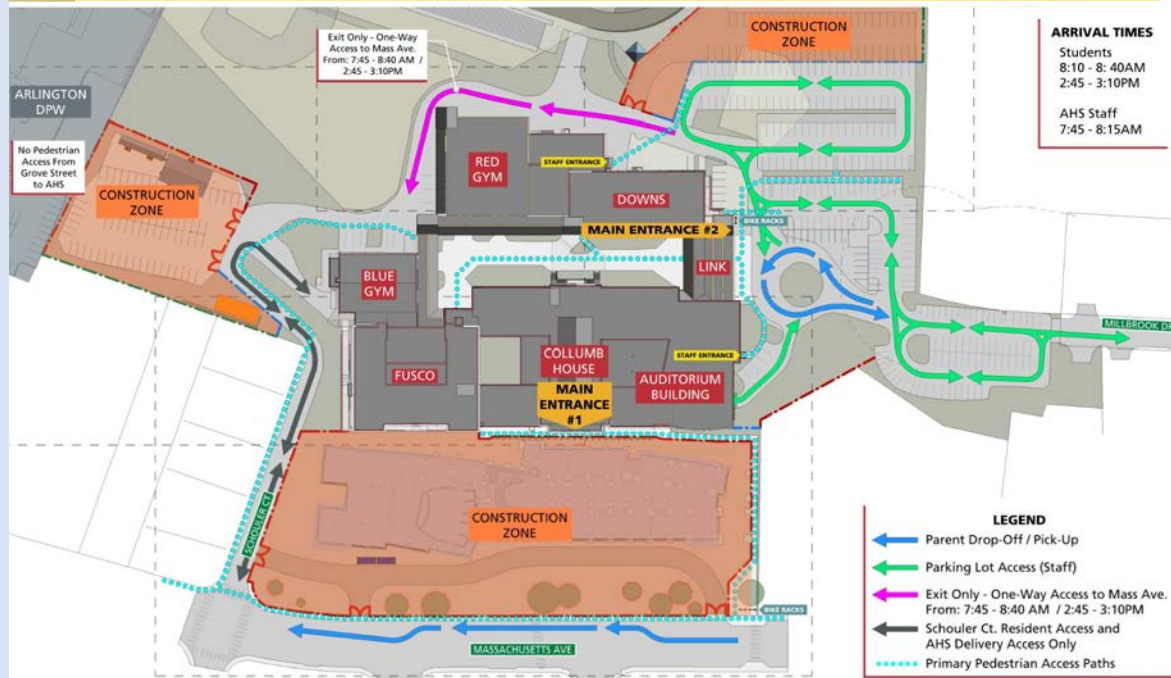 Exit Only - One-Way
Access to Mass Ave.
From: 7:45 - 8:40 AM /
2:45 - 3:10PM
CONSTRUCTION
ZONE
ARRIVAL TIMES
Students
8:10 - 8: 40AM
2:45 - 3:10PM
AHS Staff
7:45 - 8:15AM
ARLINGTON
DPW
No Pedestrian
Access From
Grove Street
to AHS
CONSTRUCTION
ZONE
RED
GYM
STAFF ENTRANCE
DOWNS
BIKE RACKS
MAIN ENTRANCE #2
LINK
BLUE
GYM
MILLBROOK DR
STAFF ENTRANCE
COLLUMB
HOUSE
FUSCO
AUDITORIUM
BUILDING
MAIN
ENTRANCE
#1
CONSTRUCTION
ZONE
SCHOULER CT.
BIKE RACKS
MASSACHUSETTS AVE
LEGEND
Parent Drop-Off / Pick-Up
Parking Lot Access (Staff)
Exit Only - One-Way Access to Mass Ave.
From: 7:45 - 8:40 AM / 2:45 - 3:10PM
Schouler Ct. Resident Access and
AHS Delivery Access Only
Primary Pedestrian Access Paths